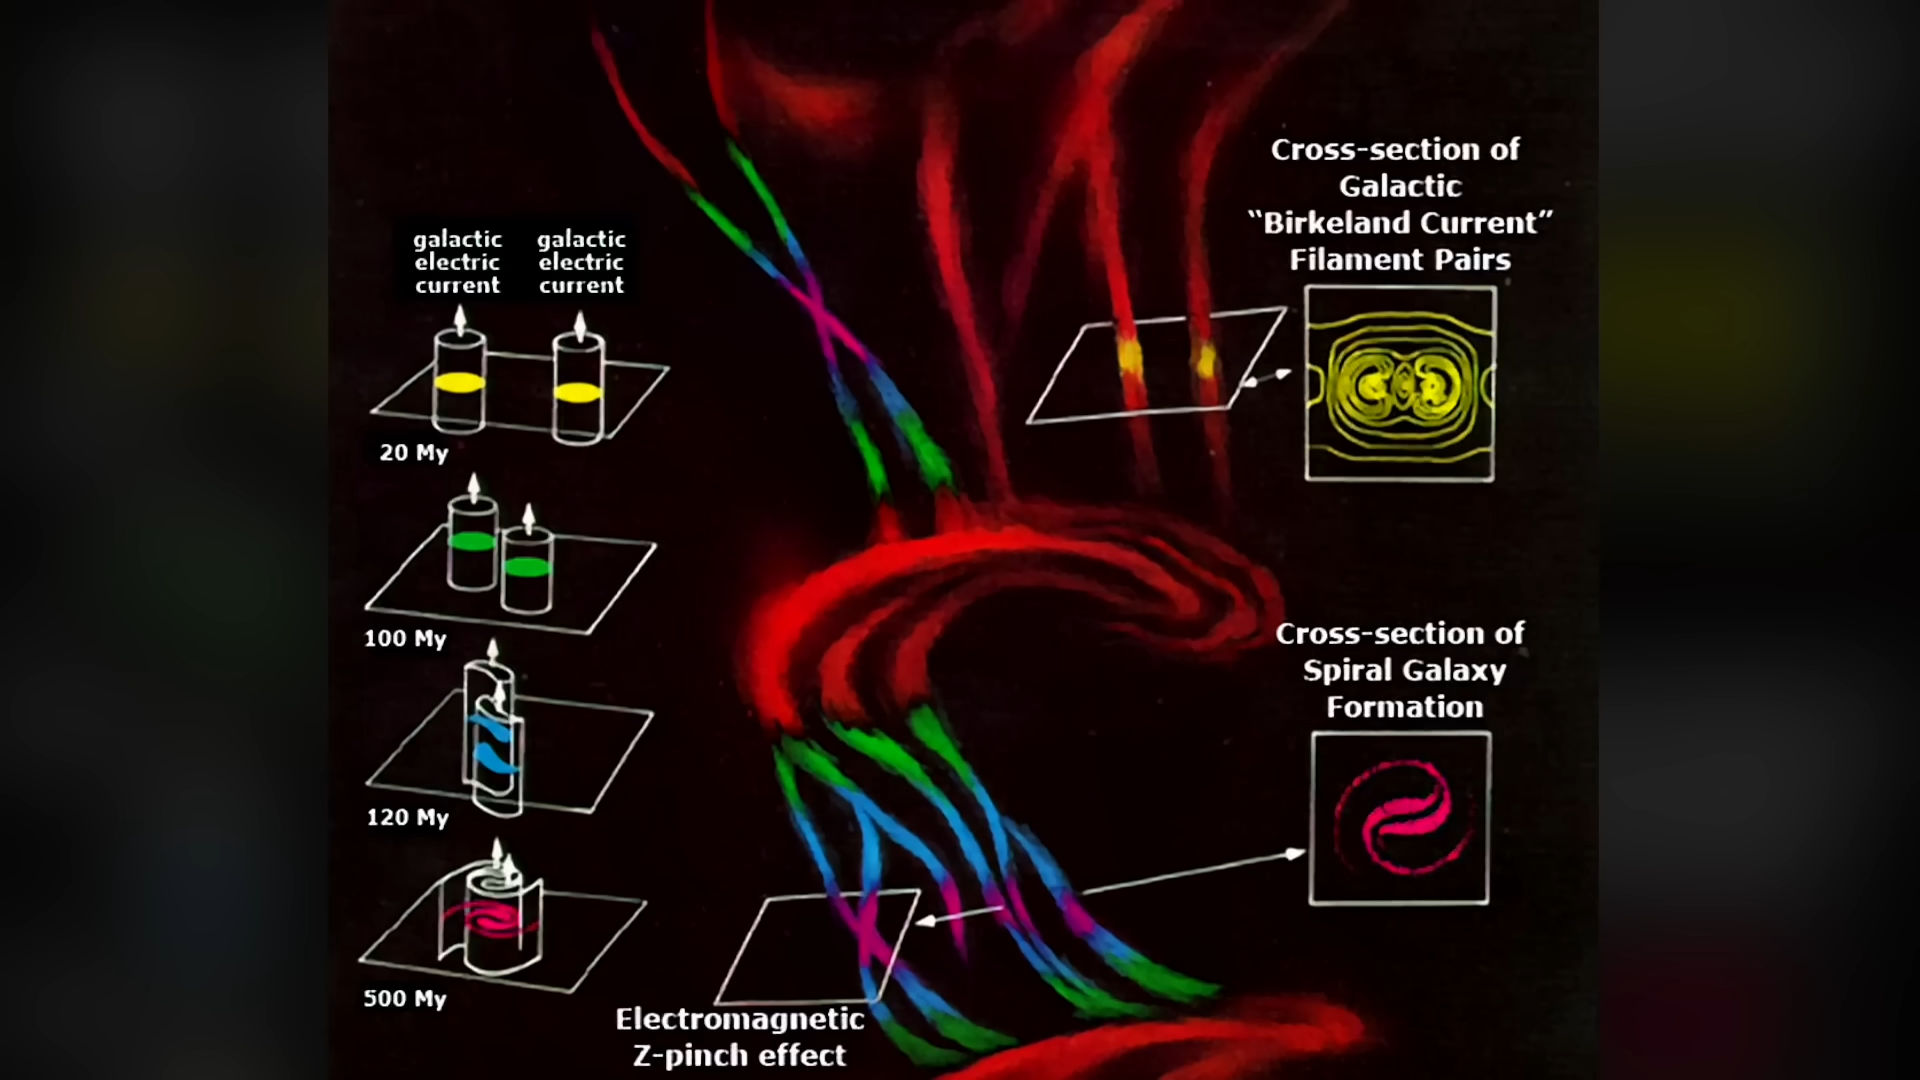 galactic
electric
current
galactic
electric
current
20 My
100 My
120 My
500 My
Electromagnetic
Z-pinch effect
Cross-section of
Galactic
“Birkeland Current”
Filament Pairs
Cross-section of
Spiral Galaxy
Formation